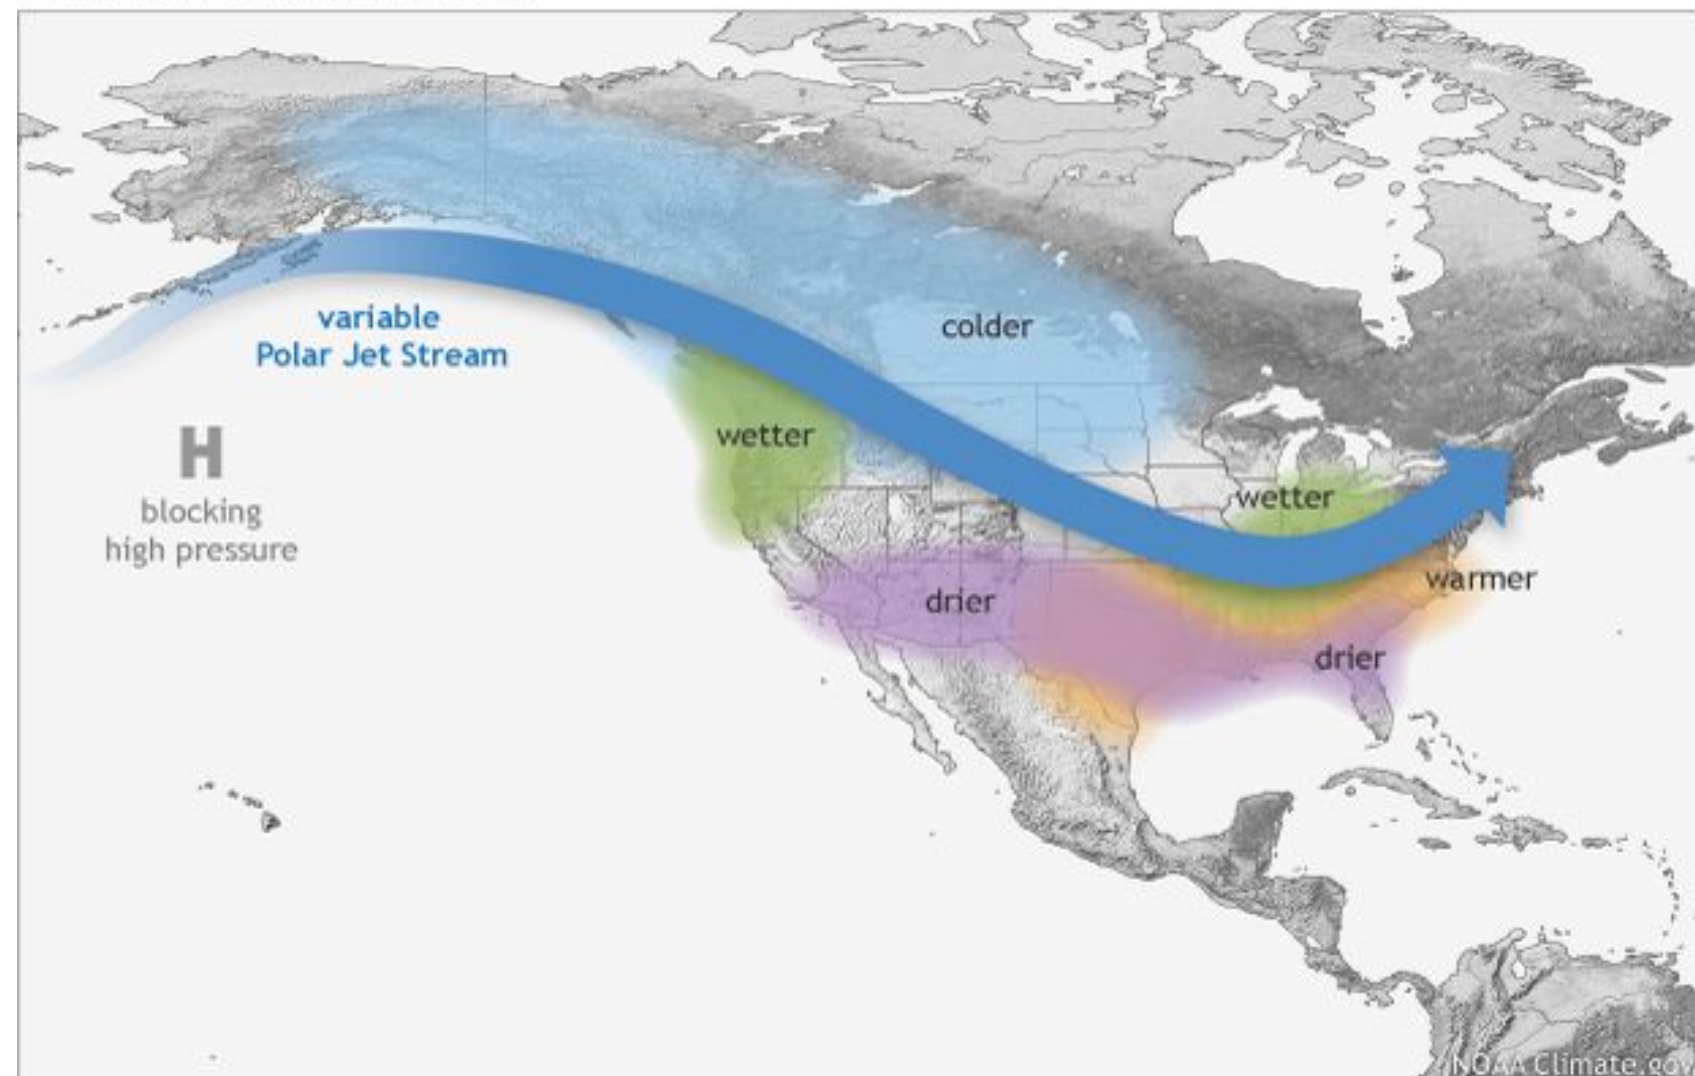 variable
Polar Jet Stream
colder
wetter
H
blocking
high pressure
wetter
warmer
drier
drier
NOAA Climate.gov